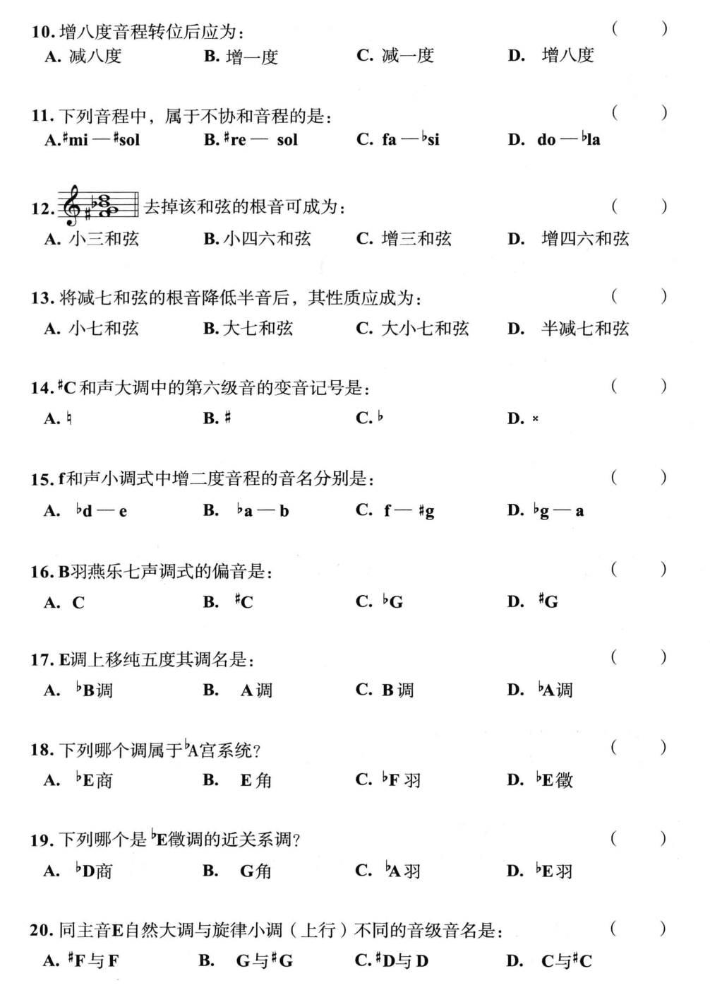 10. 增八度音程转位后应为: ( )
A. 减八度 B. 增一度 C. 减一度 D. 增八度
11. 下列音程中，属于不协和音程的是: ( )
A. #mi — #sol B. #re — sol C. fa — ♭si D. do — ♭la
12. 去掉该和弦的根音可成为: ( )
A. 小三和弦 B. 小四六和弦 C. 增三和弦 D. 增四六和弦
13. 将减七和弦的根音降低半音后，其性质应成为: ( )
A. 小七和弦 B. 大七和弦 C. 大小七和弦 D. 半减七和弦
14. #C和声大调中的第六级音的变音记号是: ( )
A. ♮ B. # C. ♭ D. ×
15. f和声小调式中增二度音程的音名分别是: ( )
A. ♭d — e B. ♭a — b C. f — #g D. ♭g — a
16. B羽燕乐七声调式的偏音是: ( )
A. C B. #C C. ♭G D. #G
17. E调上移纯五度其调名是: ( )
A. ♭B调 B. A调 C. B调 D. ♭A调
18. 下列哪个调属于♭A宫系统? ( )
A. ♭E商 B. E角 C. ♭F羽 D. ♭E徵
19. 下列哪个是♭E徵调的近关系调? ( )
A. ♭D商 B. G角 C. ♭A羽 D. ♭E羽
20. 同主音E自然大调与旋律小调（上行）不同的音级音名是: ( )
A. #F与F B. G与#G C. #D与D D. C与#C